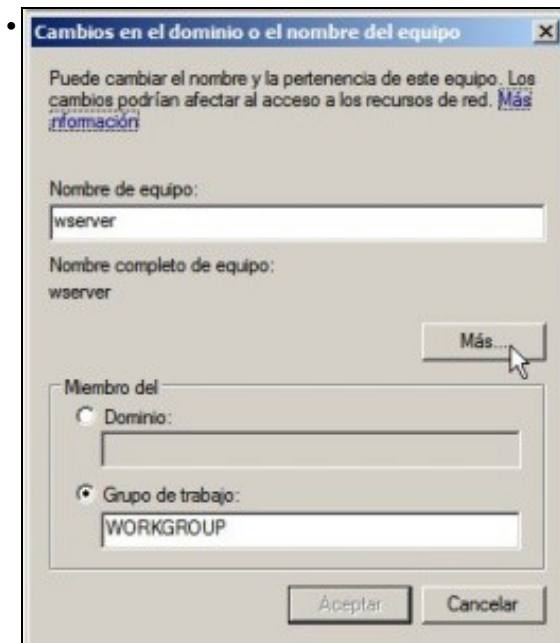 Cambios en el dominio o el nombre del equipo
Puede cambiar el nombre y la pertenencia de este equipo. Los
cambios podrían afectar al acceso a los recursos de red. Más
información
Nombre de equipo:
wserver
Nombre completo de equipo:
wserver
Más...
Miembro del
Dominio:
Grupo de trabajo:
WORKGROUP
Aceptar
Cancelar